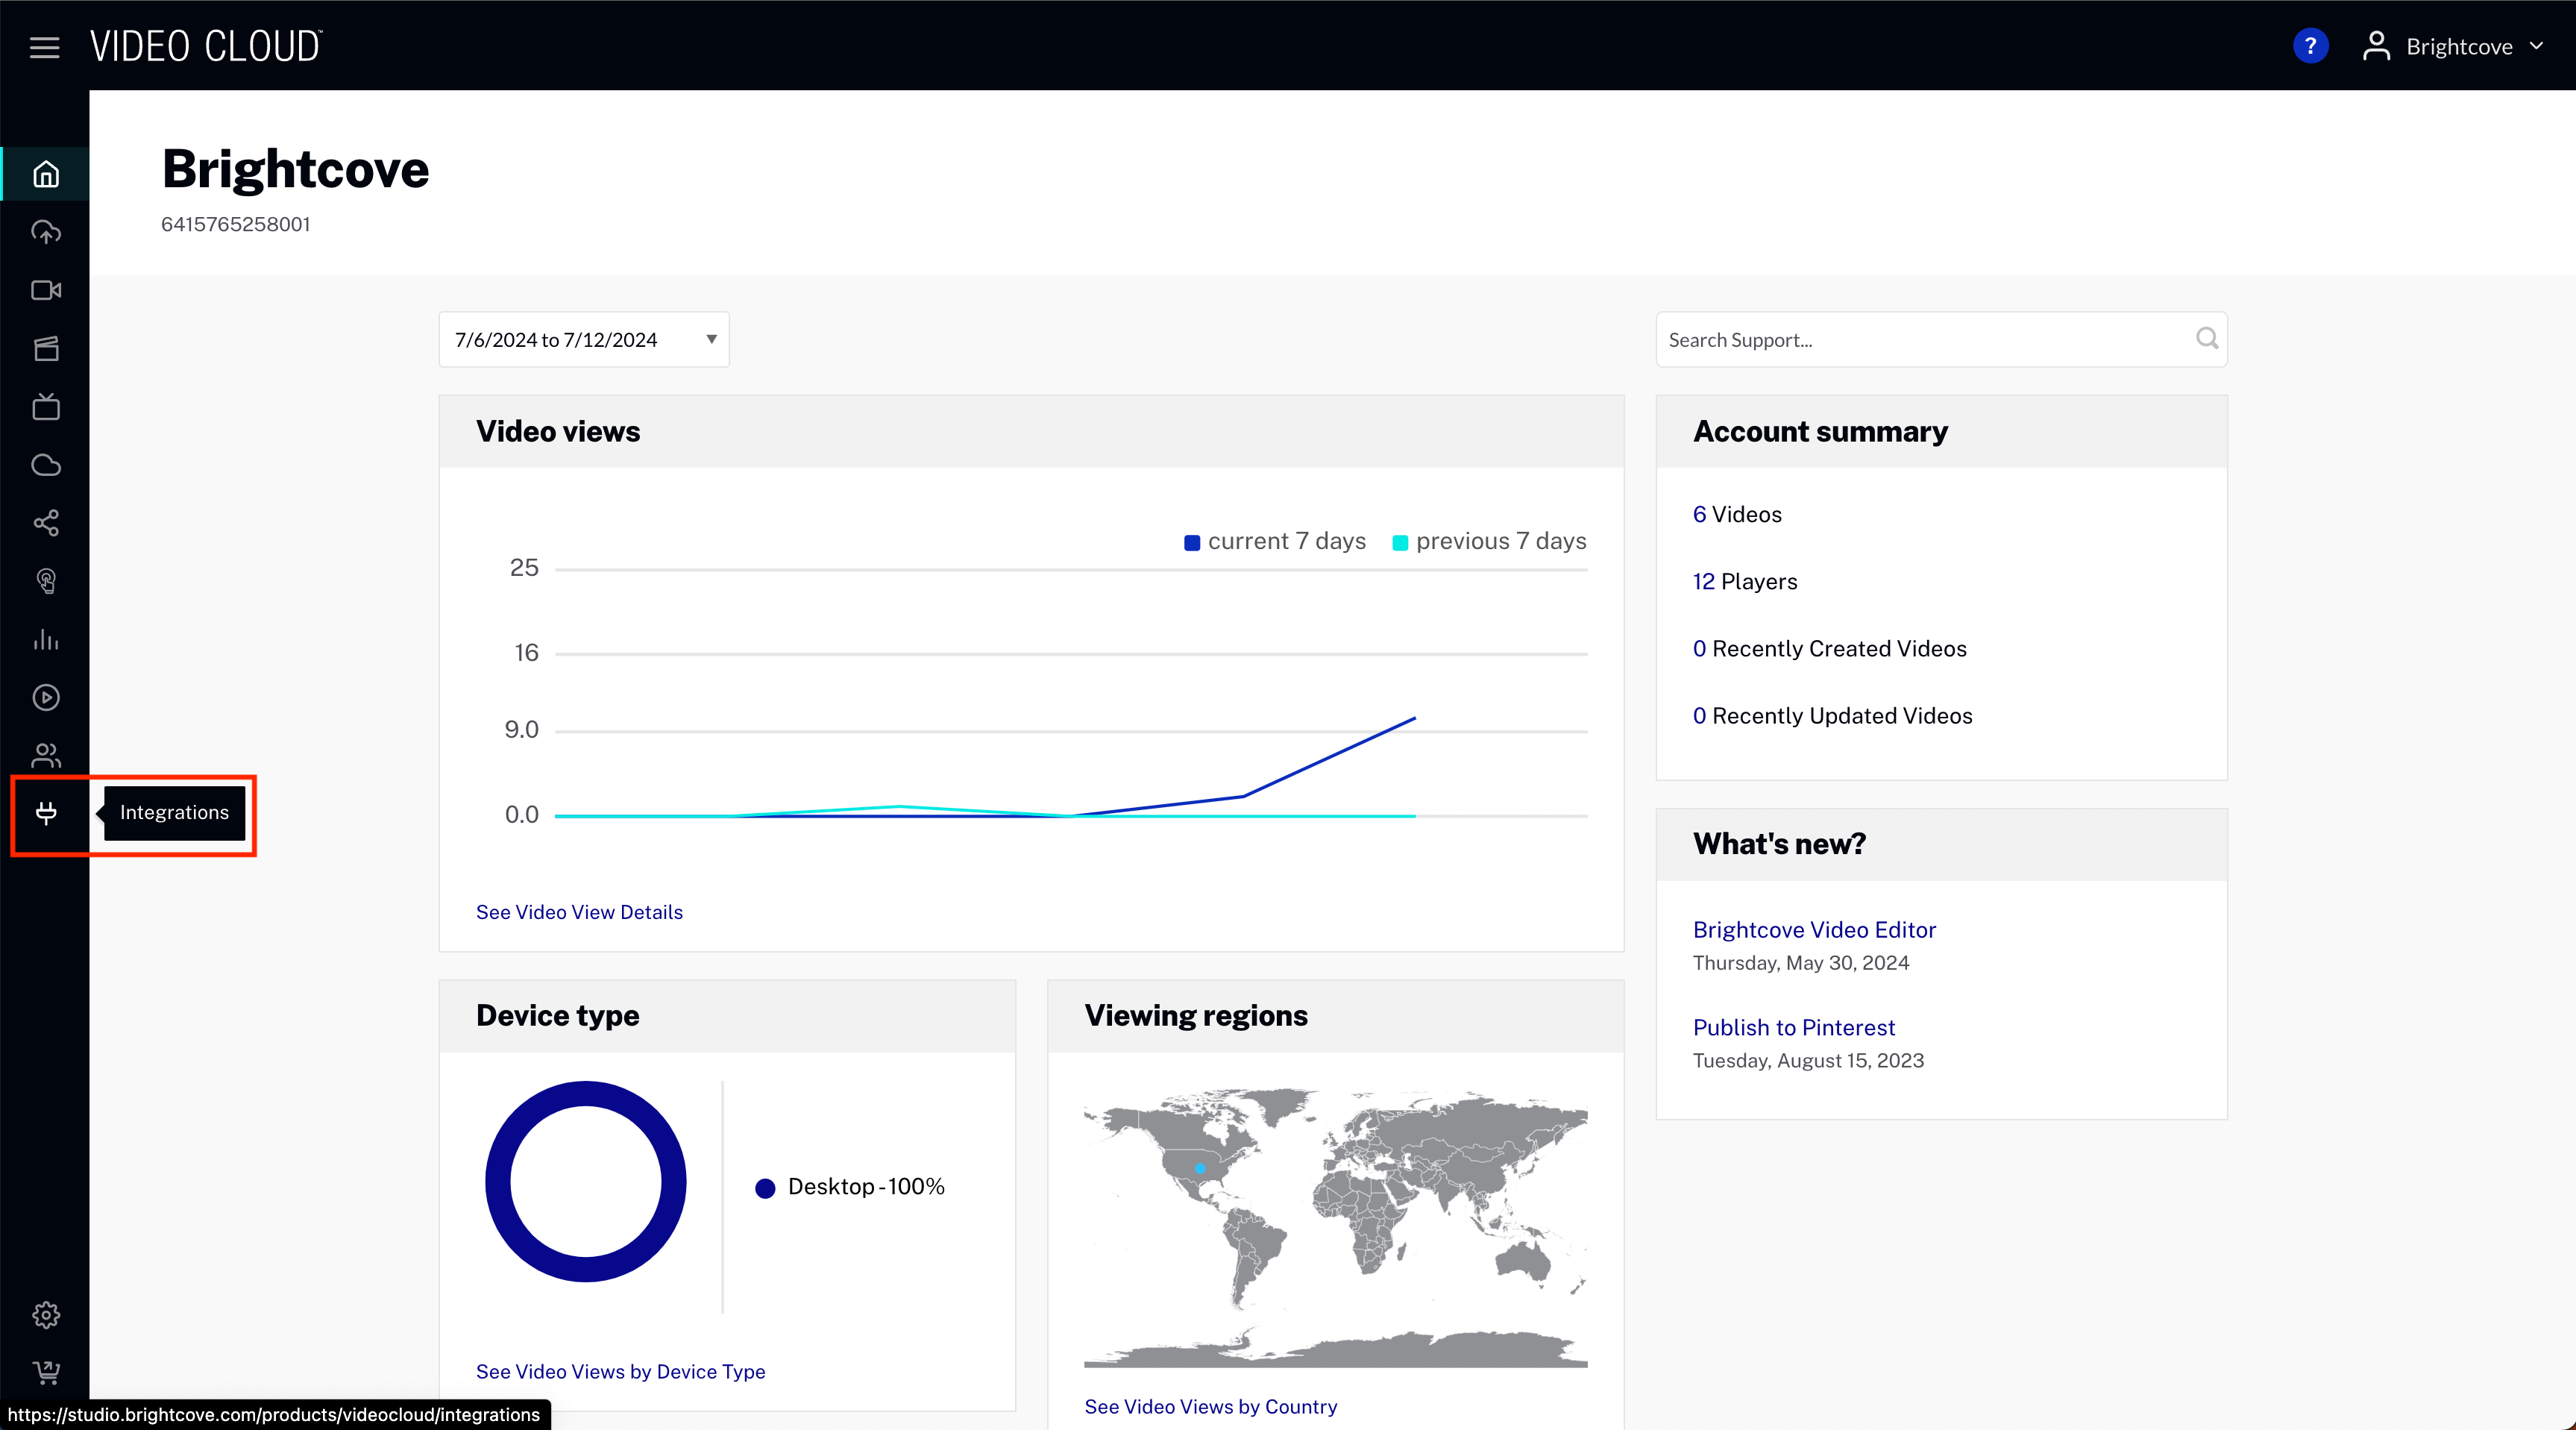 VIDEO CLOUD™
?
Brightcove
Brightcove
6415765258001
7/6/2024 to 7/12/2024
Search Support...
Video views
current 7 days
previous 7 days
25
16
9.0
0.0
See Video View Details
Account summary
6 Videos
12 Players
0 Recently Created Videos
0 Recently Updated Videos
Integrations
What's new?
Brightcove Video Editor
Thursday, May 30, 2024
Publish to Pinterest
Tuesday, August 15, 2023
Device type
Desktop - 100%
See Video Views by Device Type
Viewing regions
See Video Views by Country
https://studio.brightcove.com/products/videocloud/integrations